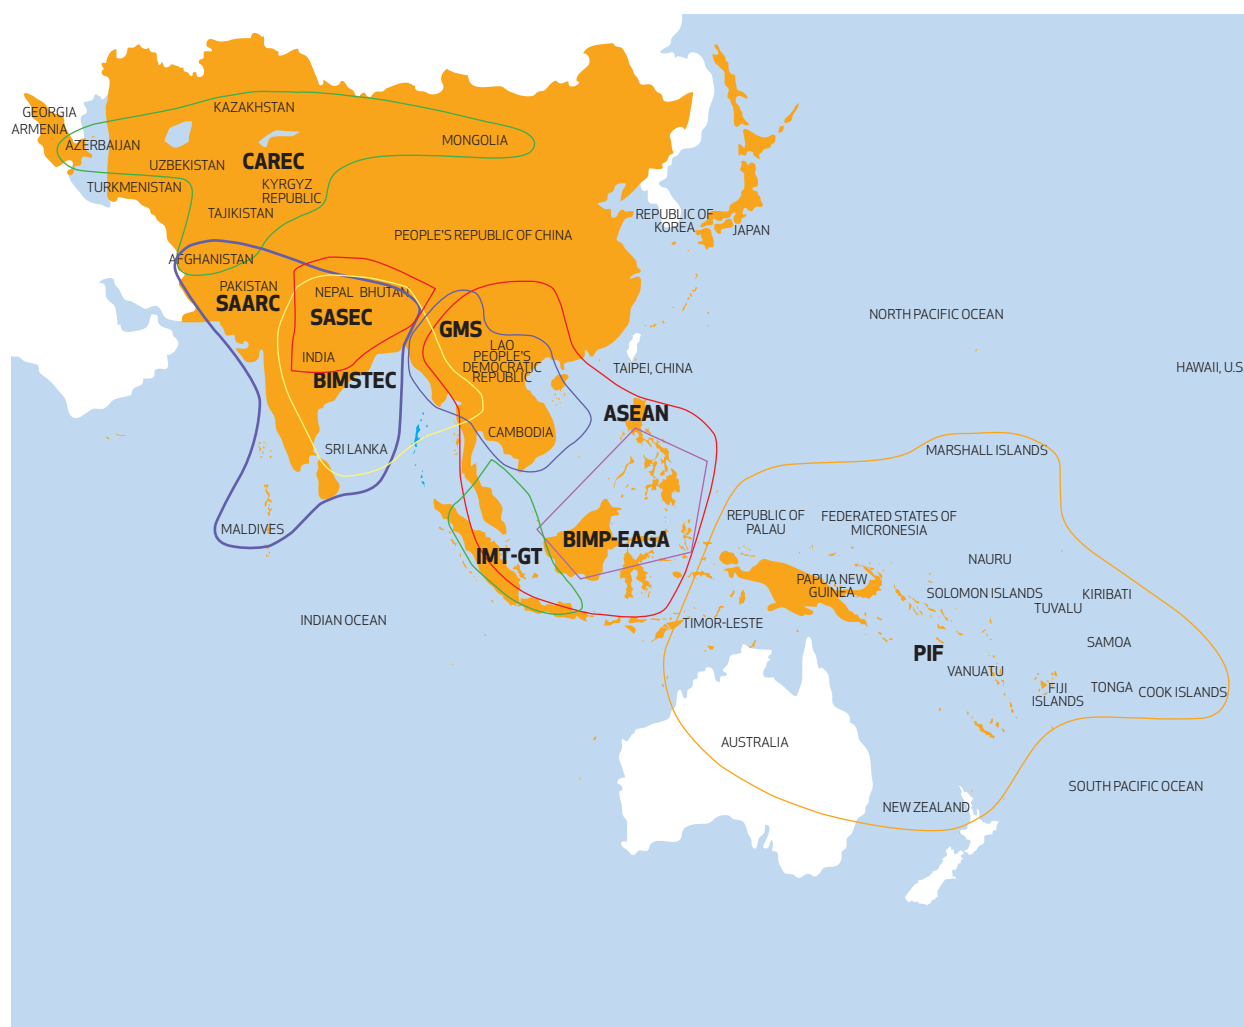 KAZAKHSTAN
GEORGIA
ARMENIA
AZERBAIJAN
MONGOLIA
UZBEKISTAN
CAREC
TURKMENISTAN
KYRGYZ
REPUBLIC
TAJIKISTAN
REPUBLIC OF
KOREA
JAPAN
PEOPLE'S REPUBLIC OF CHINA
AFGHANISTAN
PAKISTAN
SAARC
NEPAL
BHUTAN
SASEC
GMS
NORTH PACIFIC OCEAN
LAO
PEOPLE'S
DEMOCRATIC
REPUBLIC
INDIA
BIMSTEC
TAIPEI, CHINA
HAWAII, U.S
ASEAN
CAMBODIA
SRI LANKA
MARSHALL ISLANDS
MALDIVES
REPUBLIC OF
PALAU
FEDERATED STATES OF
MICRONESIA
BIMP-EAGA
IMT-GT
NAURU
PAPUA NEW
GUINEA
SOLOMON ISLANDS
KIRIBATI
TUVALU
INDIAN OCEAN
TIMOR-LESTE
SAMOA
PIF
VANUATU
FIJI
ISLANDS
TONGA
COOK ISLANDS
AUSTRALIA
SOUTH PACIFIC OCEAN
NEW ZEALAND